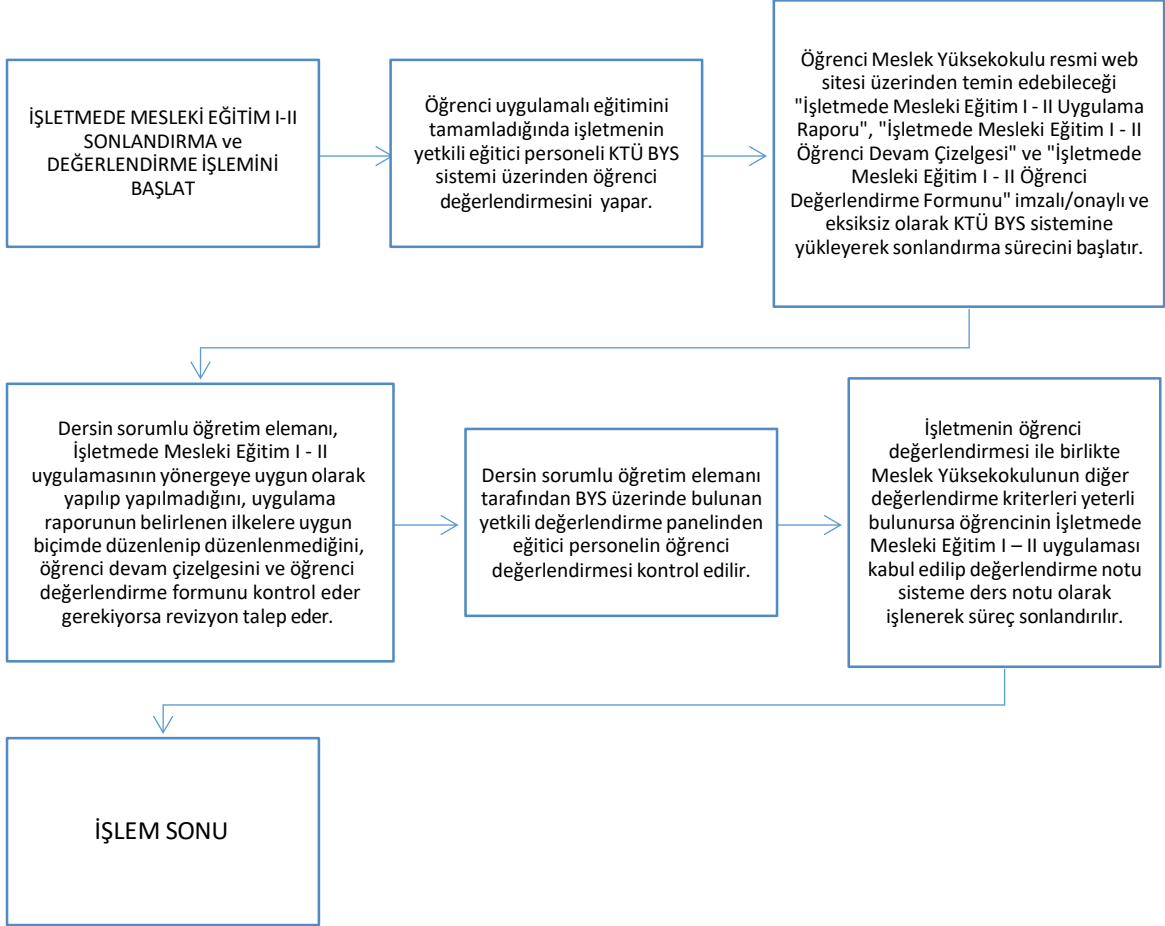 İŞLETMEDE MESLEKİ EĞİTİM I-II
SONLANDIRMA ve
DEĞERLENDİRME İŞLEMİNİ
BAŞLAT
Öğrenci uygulamalı eğitimini
tamamladığında işletmenin
yetkili eğitici personeli KTÜ BYS
sistemi üzerinden öğrenci
değerlendirmesini yapar.
Öğrenci Meslek Yüksekokulu resmi web
sitesi üzerinden temin edebileceği
"İşletmede Mesleki Eğitim I - II Uygulama
Raporu", "İşletmede Mesleki Eğitim I - II
Öğrenci Devam Çizelgesi" ve "İşletmede
Mesleki Eğitim I - II Öğrenci
Değerlendirme Formunu" imzalı/onaylı ve
eksiksiz olarak KTÜ BYS sistemine
yükleyerek sonlandırma sürecini başlatır.
Dersin sorumlu öğretim elemanı,
İşletmede Mesleki Eğitim I - II
uygulamasının yönergeye uygun olarak
yapılıp yapılmadığını, uygulama
raporunun belirlenen ilkelere uygun
biçimde düzenlenip düzenlenmediğini,
öğrenci devam çizelgesini ve öğrenci
değerlendirme formunu kontrol eder
gerekiyorsa revizyon talep eder.
Dersin sorumlu öğretim elemanı
tarafından BYS üzerinde bulunan
yetkili değerlendirme panelinden
eğitici personelin öğrenci
değerlendirmesi kontrol edilir.
İşletmenin öğrenci
değerlendirmesi ile birlikte
Meslek Yüksekokulunun diğer
değerlendirme kriterleri yeterli
bulunursa öğrencinin İşletmede
Mesleki Eğitim I – II uygulaması
kabul edilip değerlendirme notu
sisteme ders notu olarak
işlenerek süreç sonlandırılır.
İŞLEM SONU